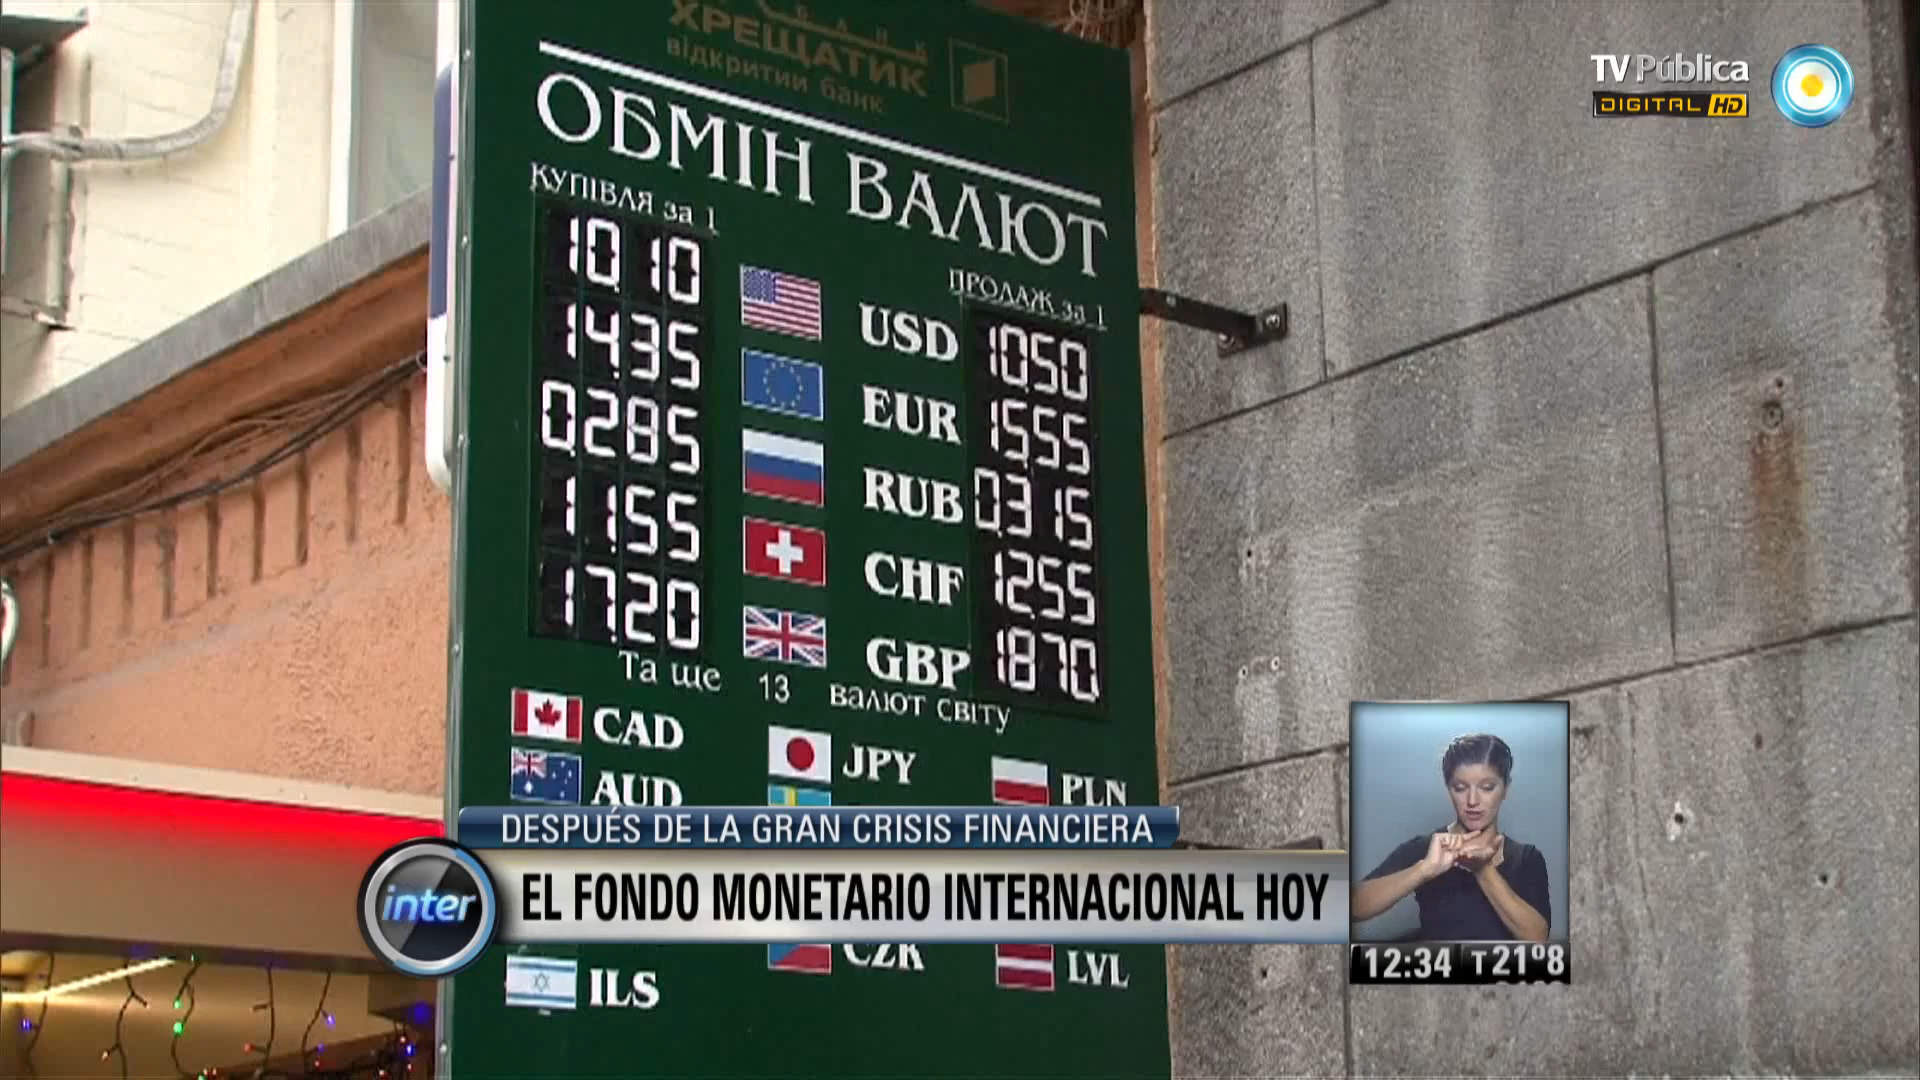 ХРЕЩАТИК
відкритий банк
TV Pública
DIGITAL HD
ОБМІН ВАЛЮТ
КУПІВЛЯ за 1
ПРОДАЖ за 1
10.10 USD 10.50
14.35 EUR 15.55
0.285 RUB 0.315
11.55 CHF 12.55
17.20 GBP 18.70
Та ще 13 валют світу
CAD JPY PLN
AUD
DESPUÉS DE LA GRAN CRISIS FINANCIERA
inter
EL FONDO MONETARIO INTERNACIONAL HOY
CZK LVL
ILS
12:34 T21º8